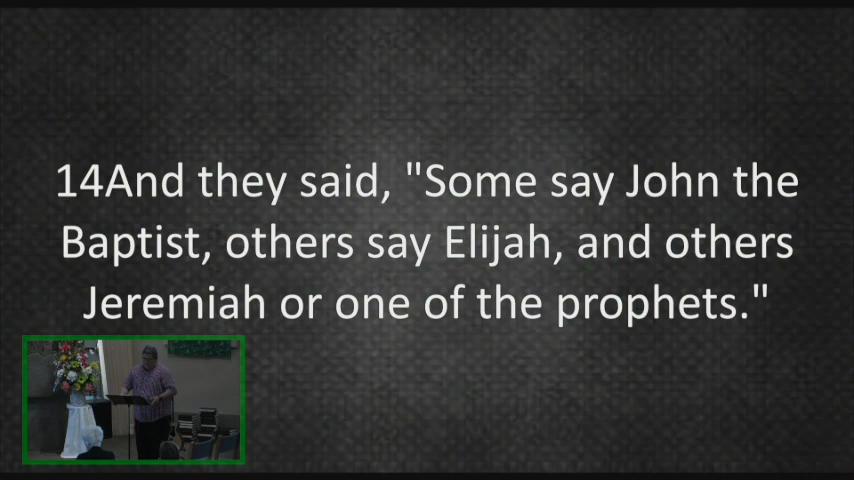 14And they said, "Some say John the
Baptist, others say Elijah, and others
Jeremiah or one of the prophets."